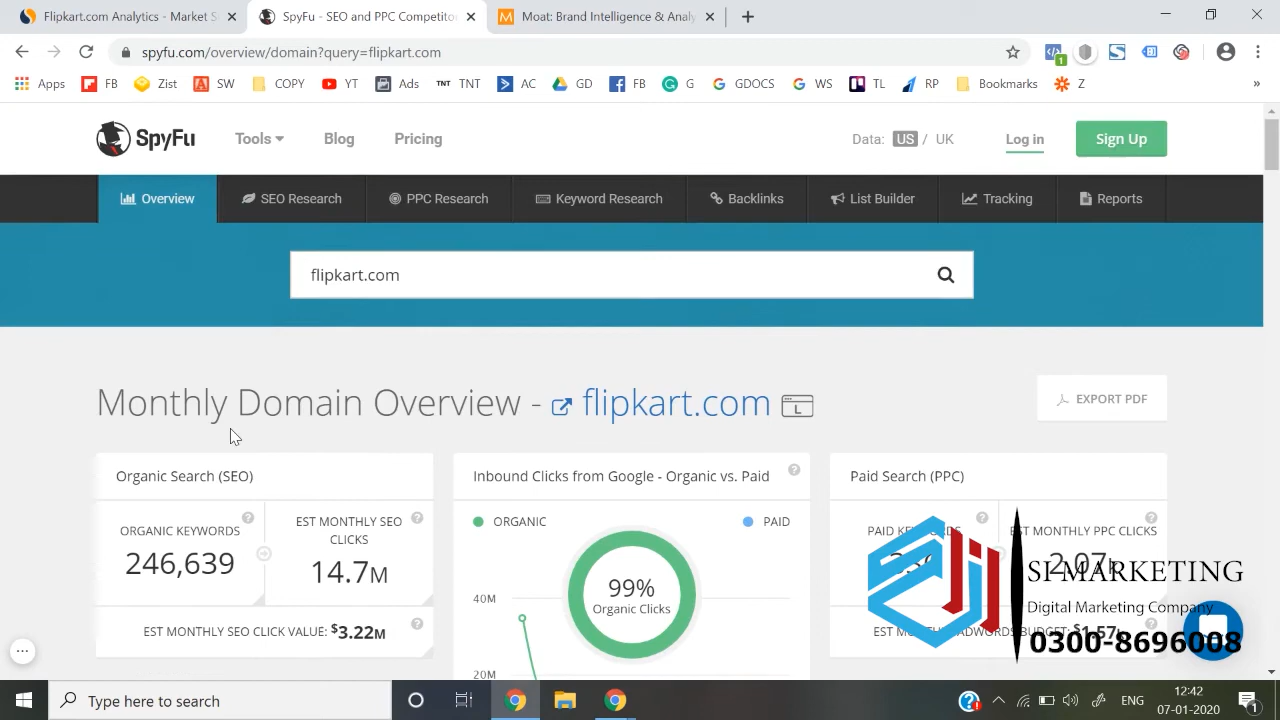 Flipkart.com Analytics - Market S
SpyFu - SEO and PPC Competitor
Moat: Brand Intelligence & Analy
spyfu.com/overview/domain?query=flipkart.com
1
Apps FB Zist SW COPY YT Ads TNT TNT AC GD FB G GDOCS WS TL RP Bookmarks Z »
SpyFu Tools Blog Pricing Data: US / UK Log in Sign Up
Overview SEO Research PPC Research Keyword Research Backlinks List Builder Tracking Reports
flipkart.com
Monthly Domain Overview - flipkart.com
EXPORT PDF
Organic Search (SEO)
ORGANIC KEYWORDS
246,639
EST MONTHLY SEO
CLICKS
14.7M
EST MONTHLY SEO CLICK VALUE: $3.22M
Inbound Clicks from Google - Organic vs. Paid
ORGANIC PAID
99%
Organic Clicks
40M
20M
Paid Search (PPC)
EST MONTHLY PPC CLICKS
2.07k
SI MARKETING
Digital Marketing Company
0300-8696008
Type here to search
ENG
12:42
07-01-2020
1